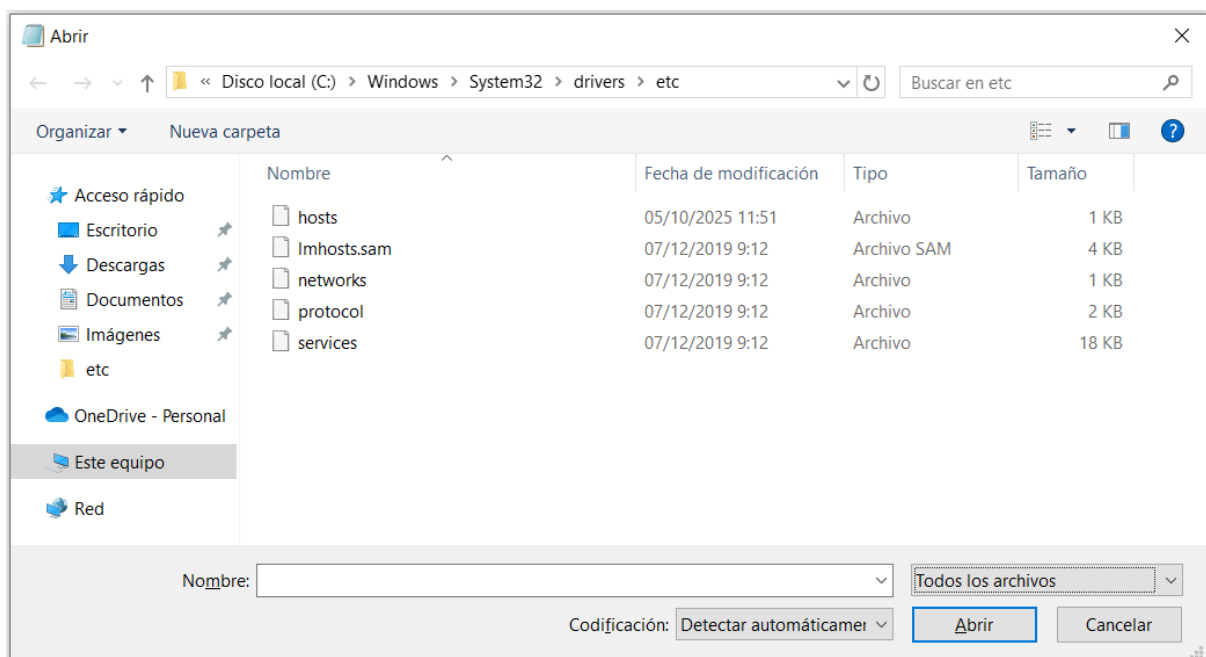 Abrir
« Disco local (C:) > Windows > System32 > drivers > etc
Buscar en etc
Organizar
Nueva carpeta
Nombre Fecha de modificación Tipo Tamaño
Acceso rápido
Escritorio
Descargas
Documentos
Imágenes
etc
OneDrive - Personal
Este equipo
Red
hosts 05/10/2025 11:51 Archivo 1 KB
lmhosts.sam 07/12/2019 9:12 Archivo SAM 4 KB
networks 07/12/2019 9:12 Archivo 1 KB
protocol 07/12/2019 9:12 Archivo 2 KB
services 07/12/2019 9:12 Archivo 18 KB
Nombre:
Todos los archivos
Codificación: Detectar automáticamer
Abrir
Cancelar